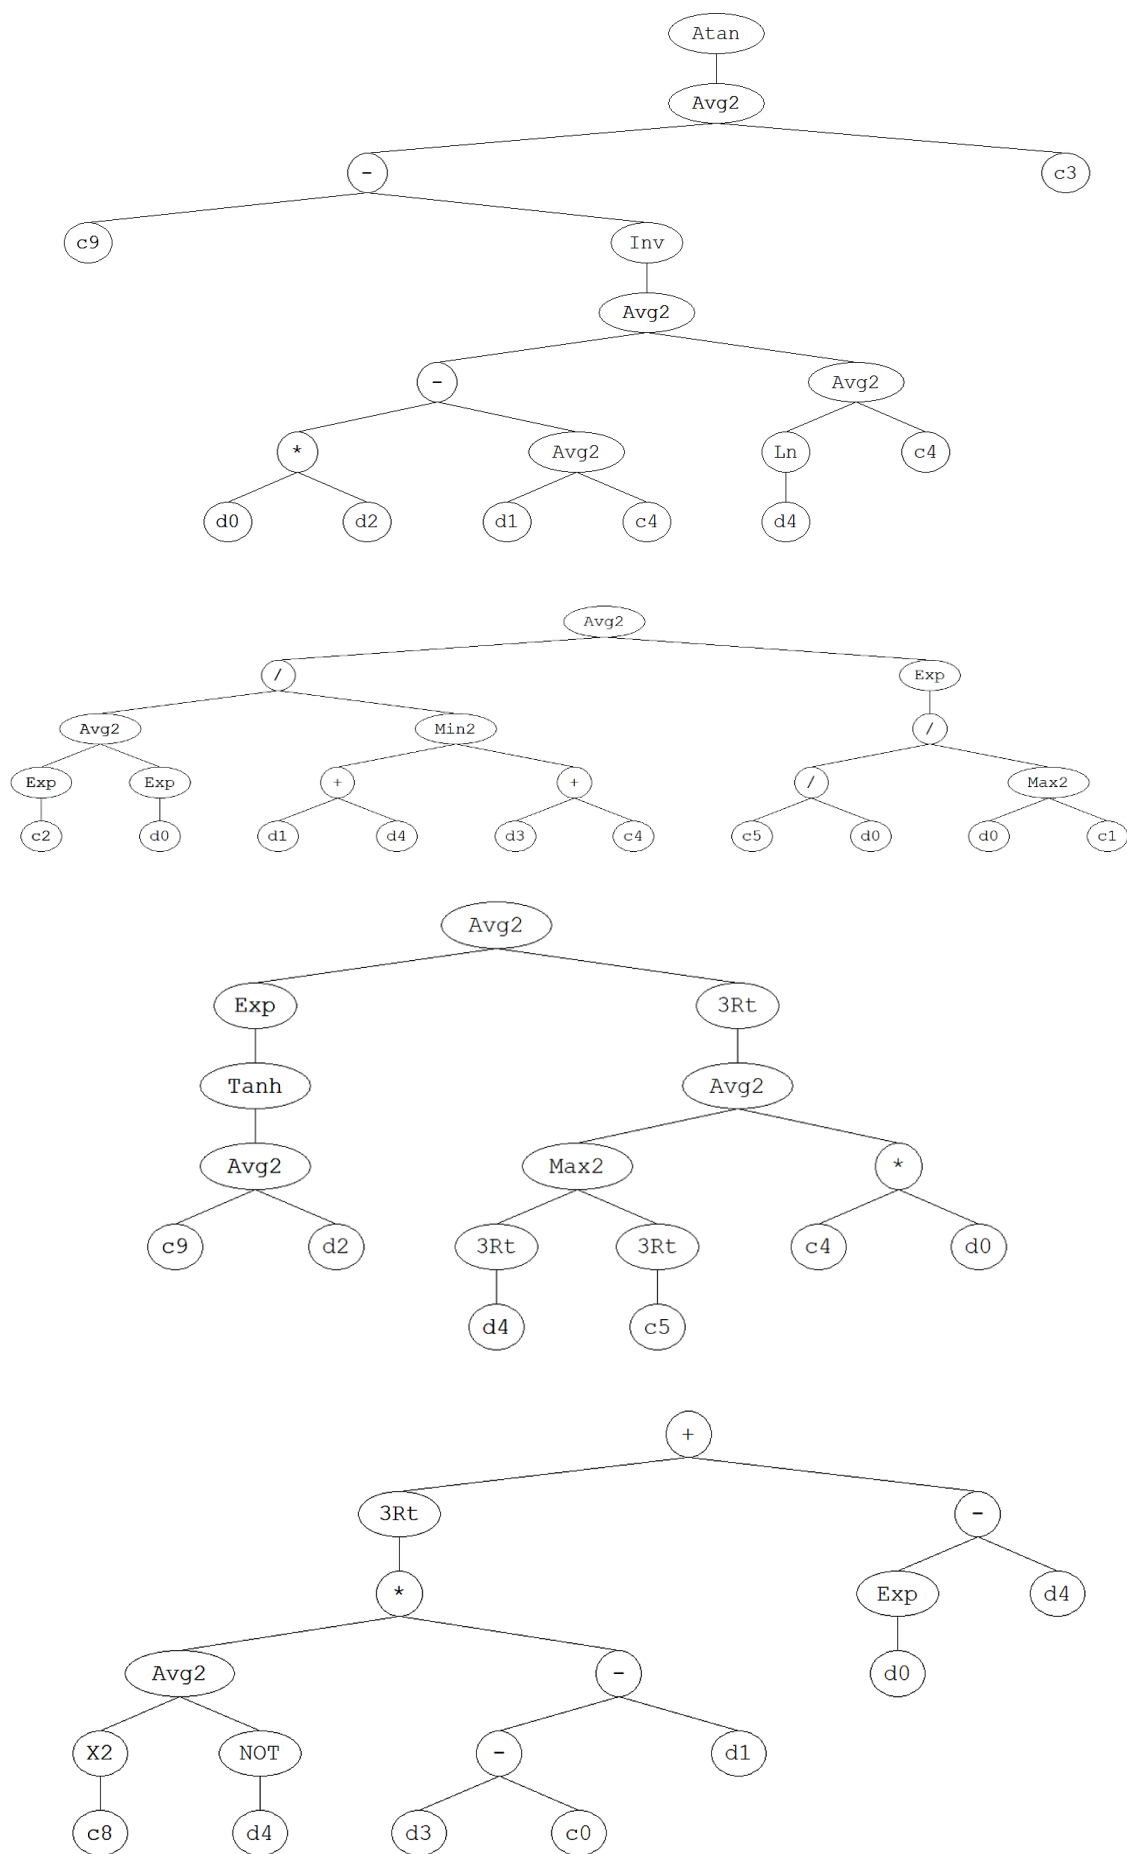 Atan
Avg2
- c3
c9 Inv
Avg2
- Avg2
* Avg2 Ln c4
d0 d2 d1 c4 d4
Avg2
/ Exp
Avg2 Min2 /
Exp Exp + + / Max2
c2 d0 d1 d4 d3 c4 c5 d0 d0 c1
Avg2
Exp 3Rt
Tanh Avg2
Avg2 Max2 *
c9 d2 3Rt 3Rt c4 d0
d4 c5
+
3Rt -
* Exp d4
Avg2 - d0
X2 NOT - d1
c8 d4 d3 c0